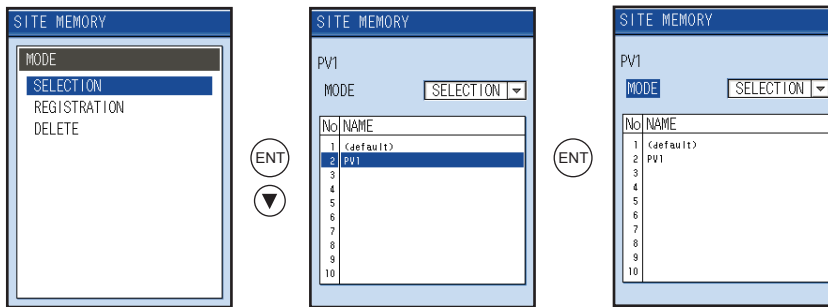 SITE MEMORY
MODE
SELECTION
REGISTRATION
DELETE
ENT
▼
SITE MEMORY
PV1
MODE SELECTION ▼
No NAME
1 (default)
2 PV1
3
4
5
6
7
8
9
10
ENT
SITE MEMORY
PV1
MODE SELECTION ▼
No NAME
1 (default)
2 PV1
3
4
5
6
7
8
9
10